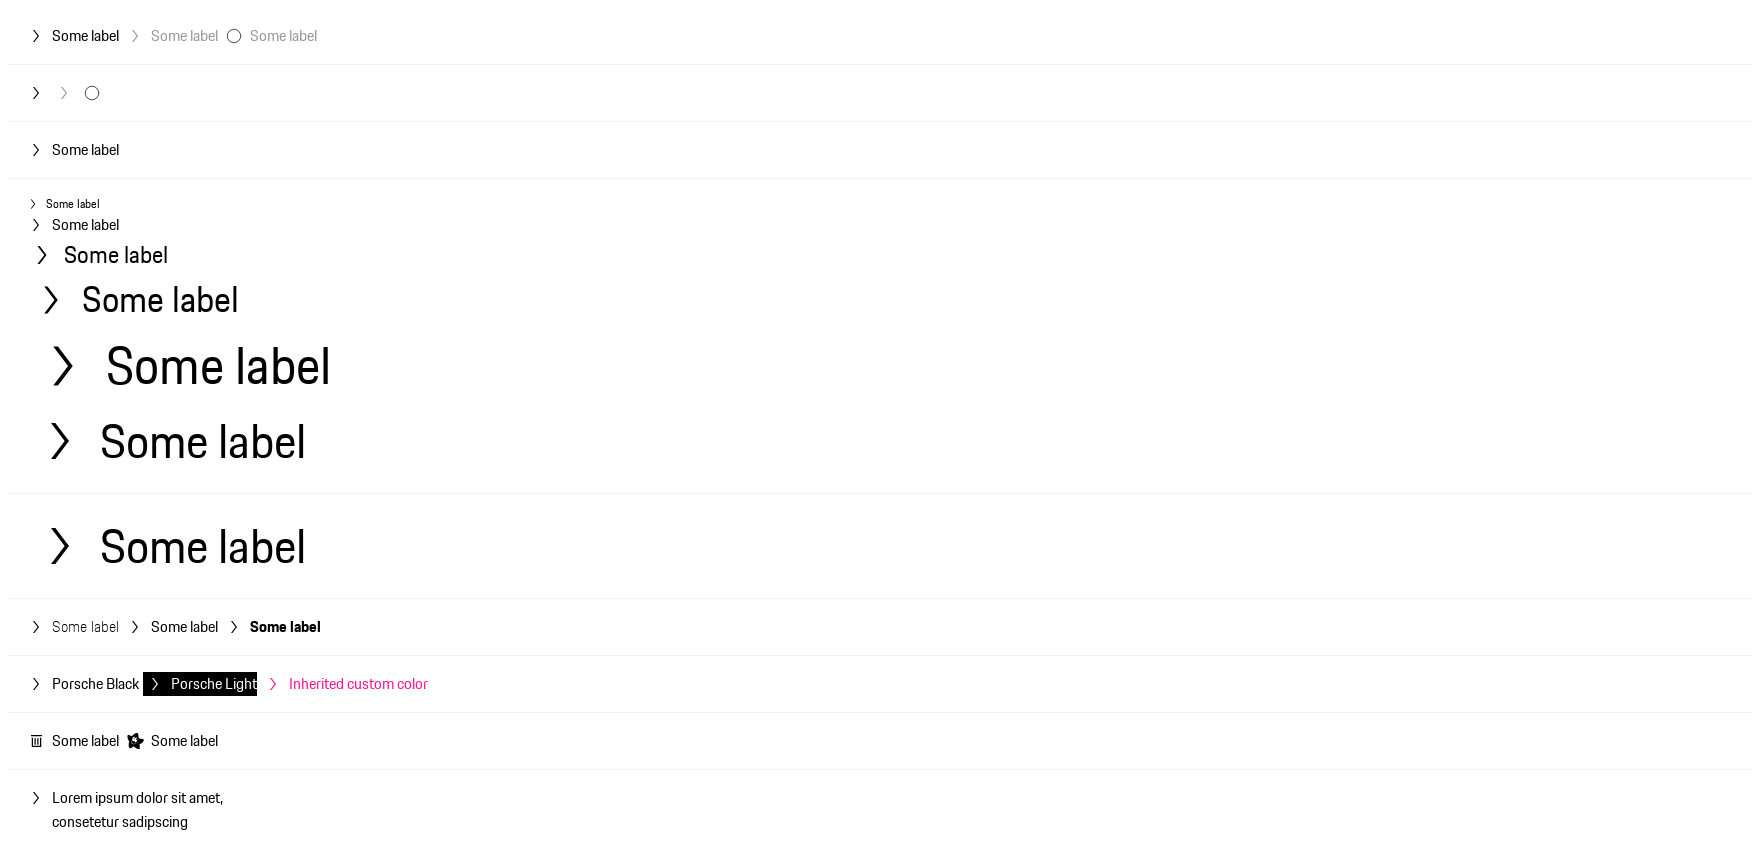 Some label Some label Some label
Some label
Some label
Some label
Some label
Some label
Some label
Some label
Some label
Some label Some label Some label
Porsche Black Porsche Light Inherited custom color
Some label Some label
Lorem ipsum dolor sit amet,
consetetur sadipscing